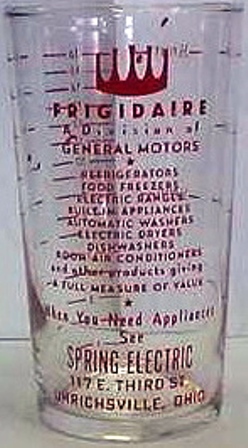 FRIGIDAIRE
A Division of
GENERAL MOTORS
REFRIGERATORS
FOOD FREEZERS
ELECTRIC RANGES
BUILT-IN APPLIANCES
AUTOMATIC WASHERS
ELECTRIC DRYERS
DISHWASHERS
ROOM AIR CONDITIONERS
and other products giving
A FULL MEASURE OF VALUE
When You Need Appliances
See
SPRING ELECTRIC
117 E. THIRD ST.
UHRICHSVILLE, OHIO